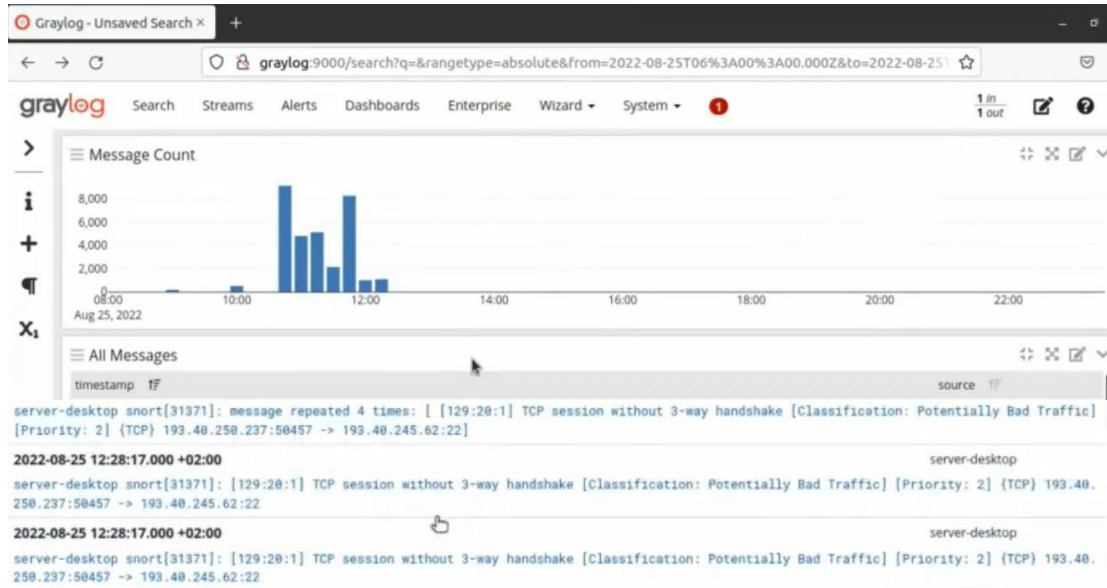 Graylog - Unsaved Search
graylog:9000/search?q=&rangetype=absolute&from=2022-08-25T06%3A00%3A00.000Z&to=2022-08-25T
graylog Search Streams Alerts Dashboards Enterprise Wizard System 1 1 in
1 out
Message Count
8,000
6,000
4,000
2,000
0
08:00 10:00 12:00 14:00 16:00 18:00 20:00 22:00
Aug 25, 2022
All Messages
timestamp source
server-desktop snort[31371]: message repeated 4 times: [ [129:20:1] TCP session without 3-way handshake [Classification: Potentially Bad Traffic]
[Priority: 2] {TCP} 193.40.250.237:50457 -> 193.40.245.62:22]
2022-08-25 12:28:17.000 +02:00 server-desktop
server-desktop snort[31371]: [129:20:1] TCP session without 3-way handshake [Classification: Potentially Bad Traffic] [Priority: 2] {TCP} 193.40.
250.237:50457 -> 193.40.245.62:22
2022-08-25 12:28:17.000 +02:00 server-desktop
server-desktop snort[31371]: [129:20:1] TCP session without 3-way handshake [Classification: Potentially Bad Traffic] [Priority: 2] {TCP} 193.40.
250.237:50457 -> 193.40.245.62:22